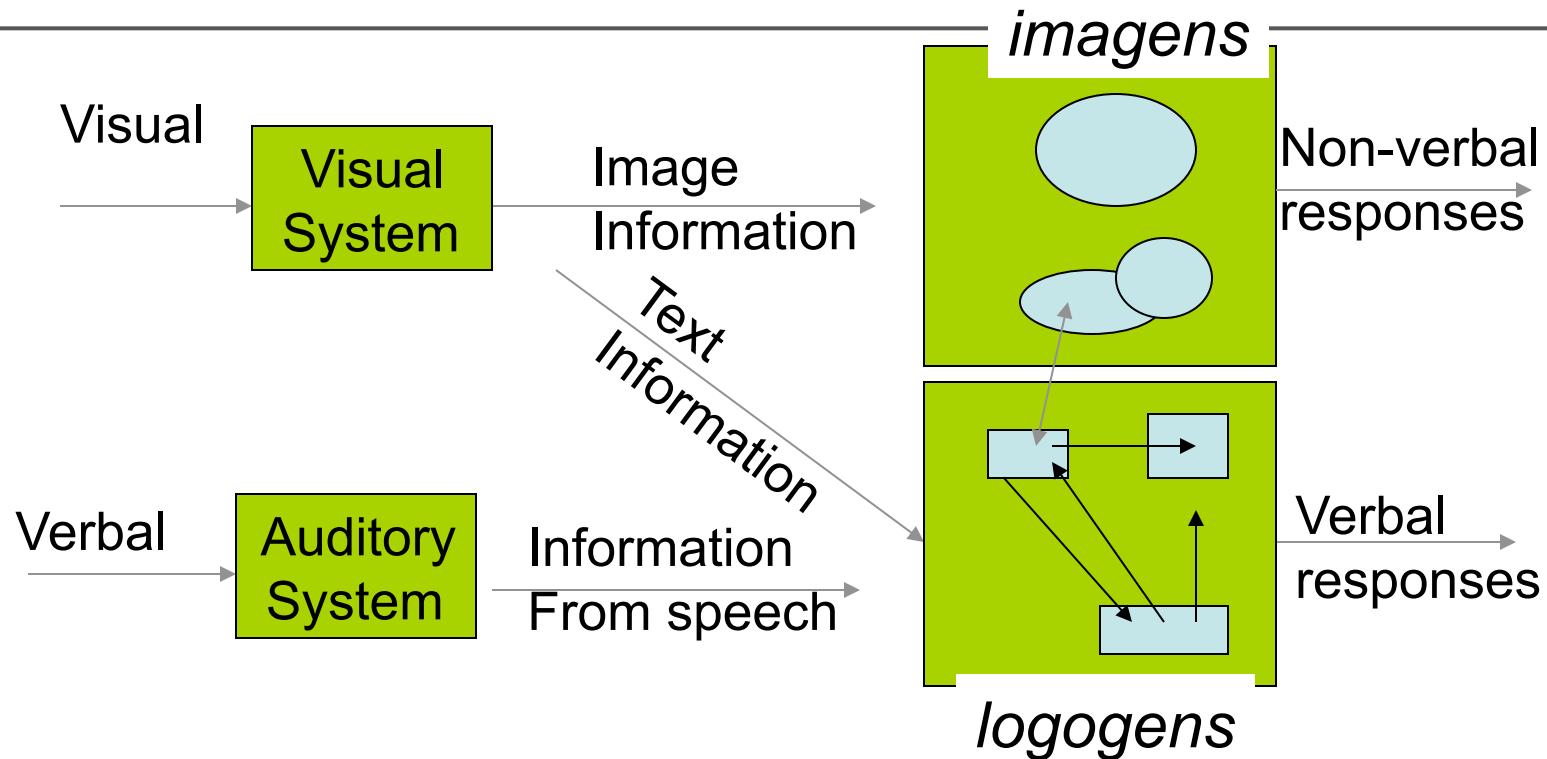 imagens
Visual
Visual
System
Image
Information
Non-verbal
responses
Text
Information
Verbal
Auditory
System
Information
From speech
Verbal
responses
logogens